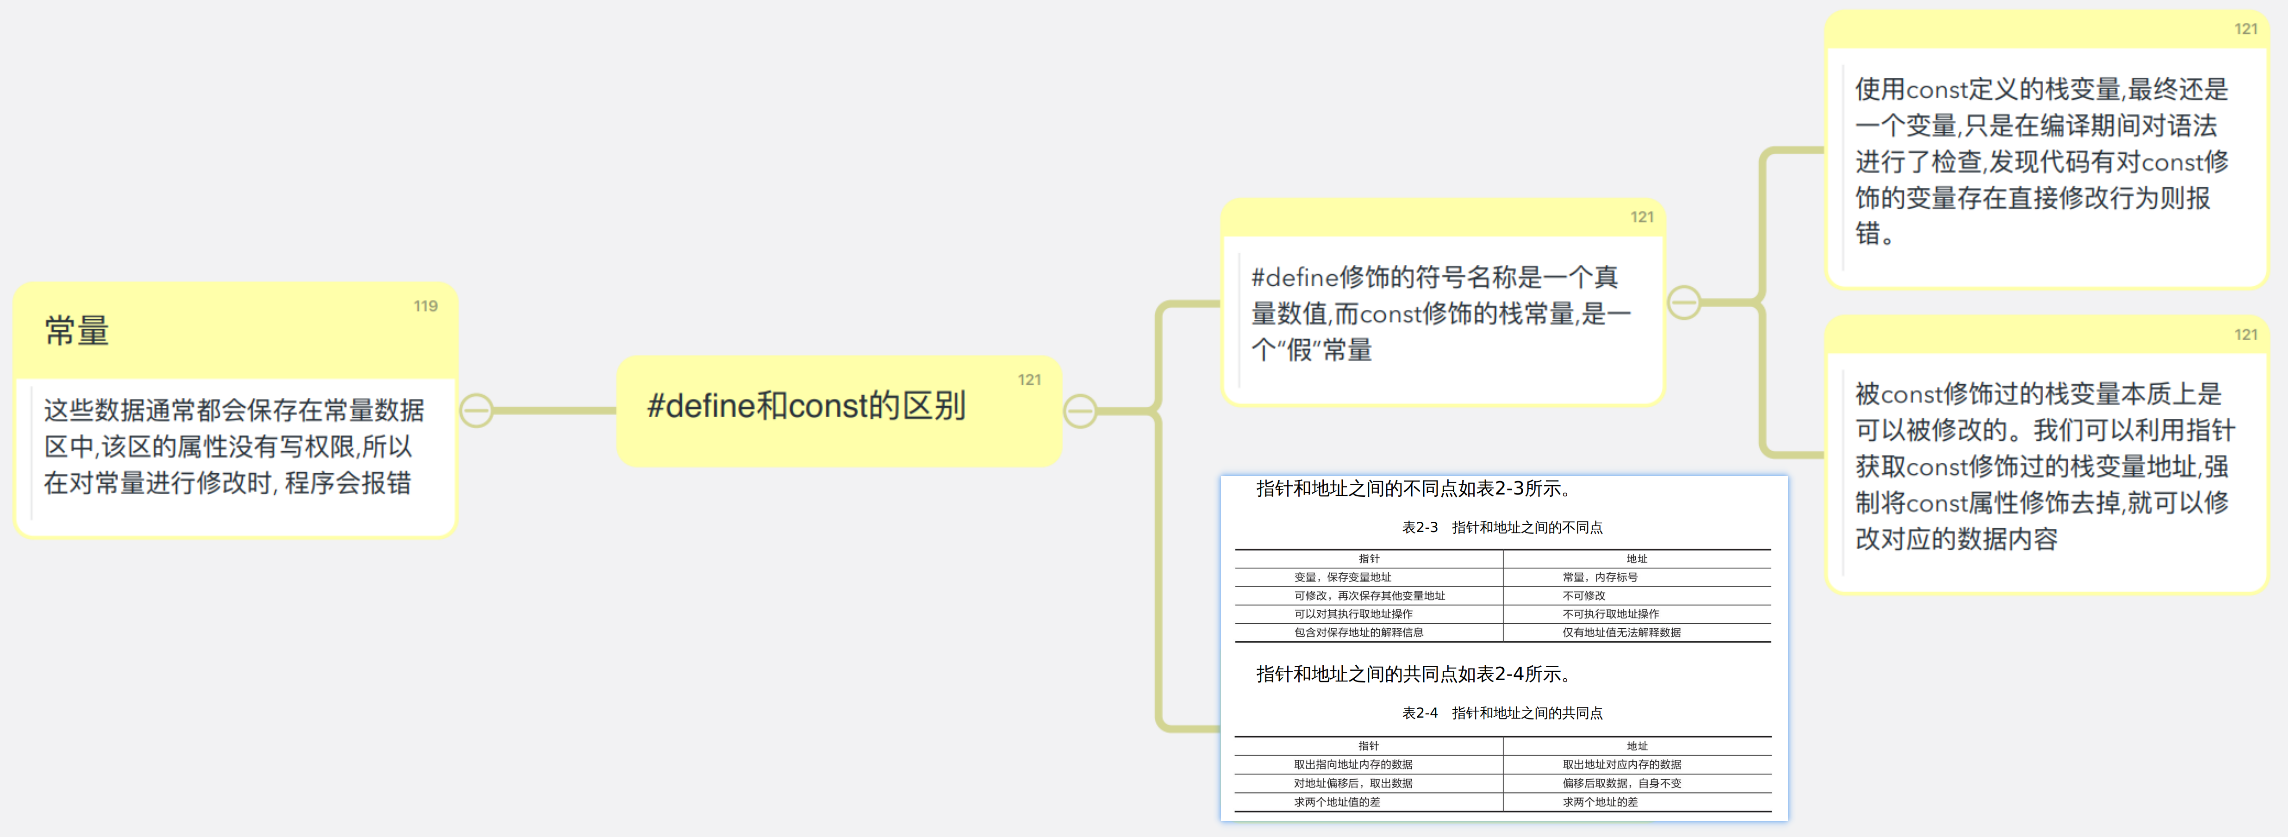 119
常量
这些数据通常都会保存在常量数据
区中,该区的属性没有写权限,所以
在对常量进行修改时, 程序会报错
121
#define和const的区别
121
#define修饰的符号名称是一个真
量数值,而const修饰的栈常量,是一
个“假”常量
121
使用const定义的栈变量,最终还是
一个变量,只是在编译期间对语法
进行了检查,发现代码有对const修
饰的变量存在直接修改行为则报
错。
121
被const修饰过的栈变量本质上是
可以被修改的。我们可以利用指针
获取const修饰过的栈变量地址,强
制将const属性修饰去掉,就可以修
改对应的数据内容
指针和地址之间的不同点如表2-3所示。
表2-3 指针和地址之间的不同点
指针 地址
变量，保存变量地址 常量，内存标号
可修改，再次保存其他变量地址 不可修改
可以对其执行取地址操作 不可执行取地址操作
包含对保存地址的解释信息 仅有地址值无法解释数据
指针和地址之间的共同点如表2-4所示。
表2-4 指针和地址之间的共同点
指针 地址
取出指向地址内存的数据 取出地址对应内存的数据
对地址偏移后，取出数据 偏移后取数据，自身不变
求两个地址值的差 求两个地址的差